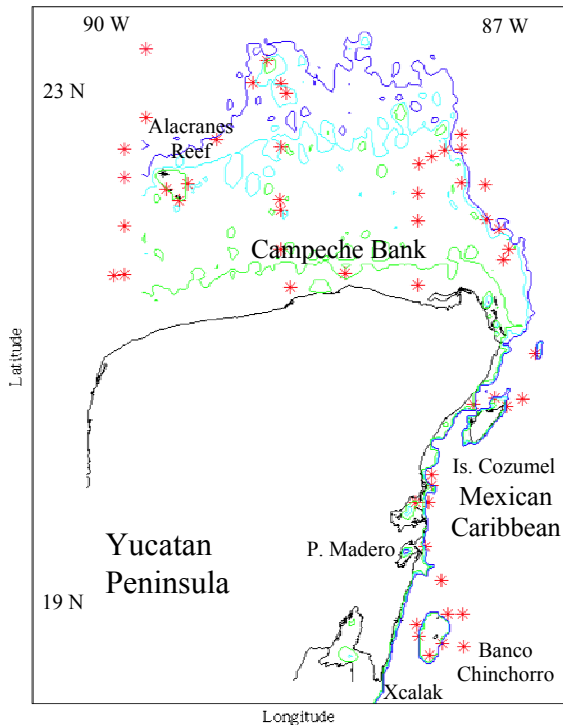 90 W
87 W
23 N
Alacranes
Reef
Campeche Bank
Latitude
Is. Cozumel
Mexican
Caribbean
Yucatan
Peninsula
P. Madero
19 N
Banco
Chinchorro
Xcalak
Longitude